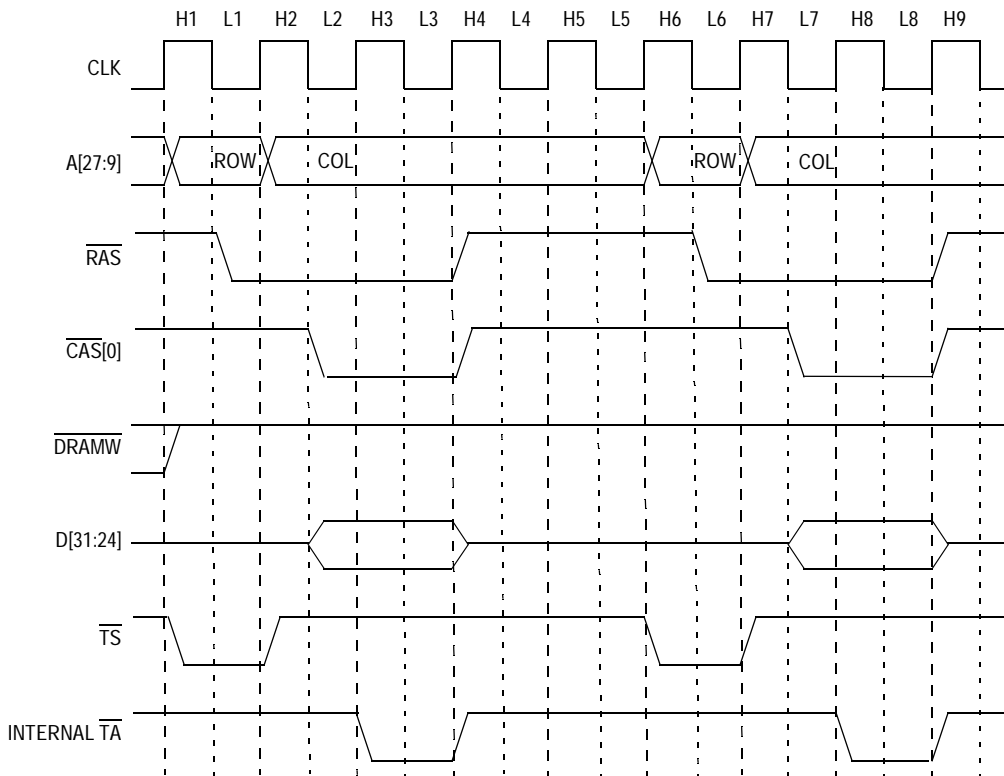 H1 L1 H2 L2 H3 L3 H4 L4 H5 L5 H6 L6 H7 L7 H8 L8 H9
CLK
A[27:9] ROW COL ROW COL
RAS
CAS[0]
DRAMW
D[31:24]
TS
INTERNAL TA